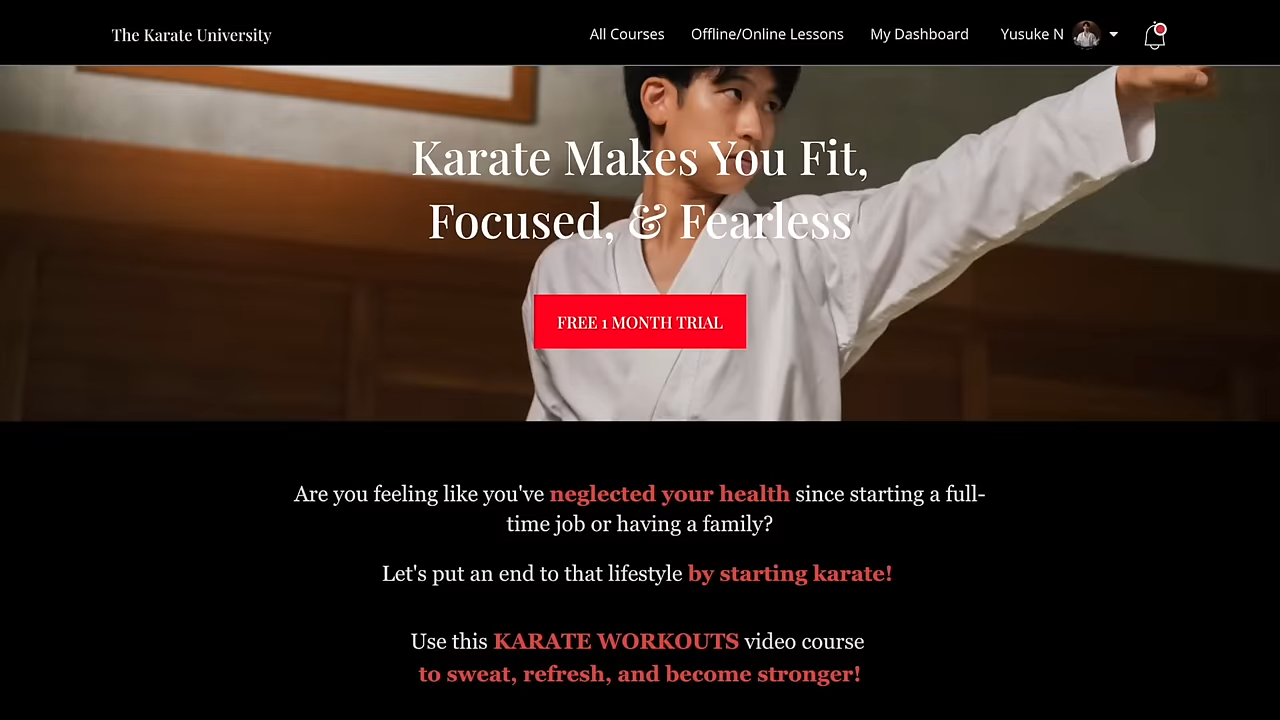 The Karate University
All Courses
Offline/Online Lessons
My Dashboard
Yusuke N
Karate Makes You Fit,
Focused, & Fearless
FREE 1 MONTH TRIAL
Are you feeling like you've neglected your health since starting a full-
time job or having a family?
Let's put an end to that lifestyle by starting karate!
Use this KARATE WORKOUTS video course
to sweat, refresh, and become stronger!